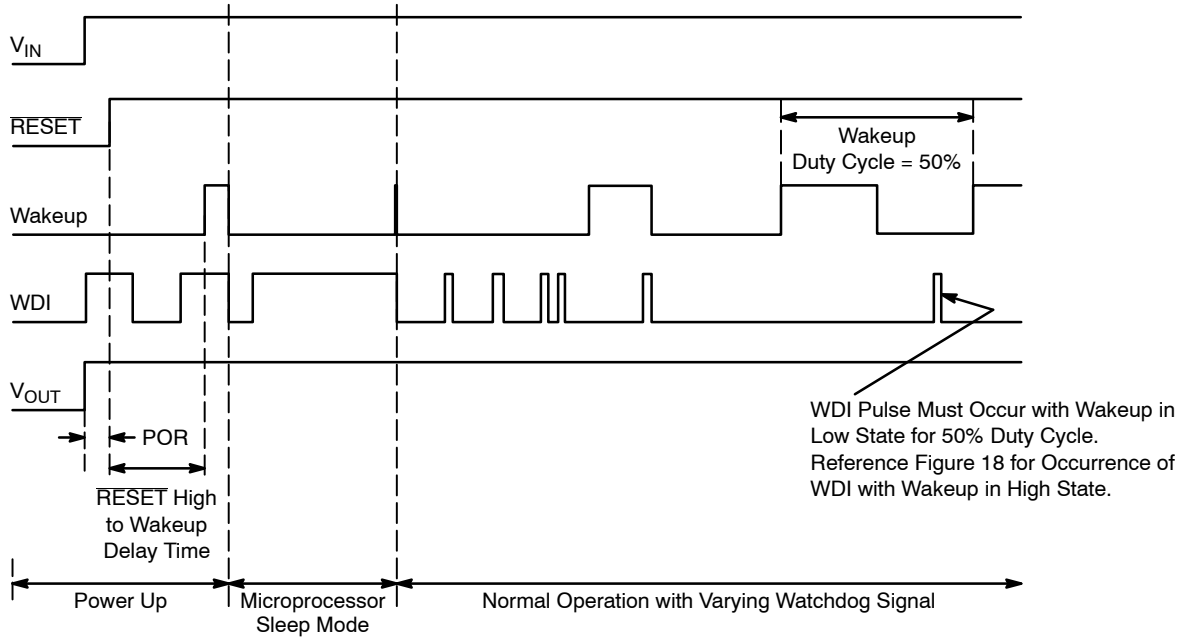 VIN
RESET
Wakeup
Duty Cycle = 50%
Wakeup
WDI
VOUT
POR
WDI Pulse Must Occur with Wakeup in
Low State for 50% Duty Cycle.
Reference Figure 18 for Occurrence of
WDI with Wakeup in High State.
RESET High
to Wakeup
Delay Time
Power Up
Microprocessor
Sleep Mode
Normal Operation with Varying Watchdog Signal